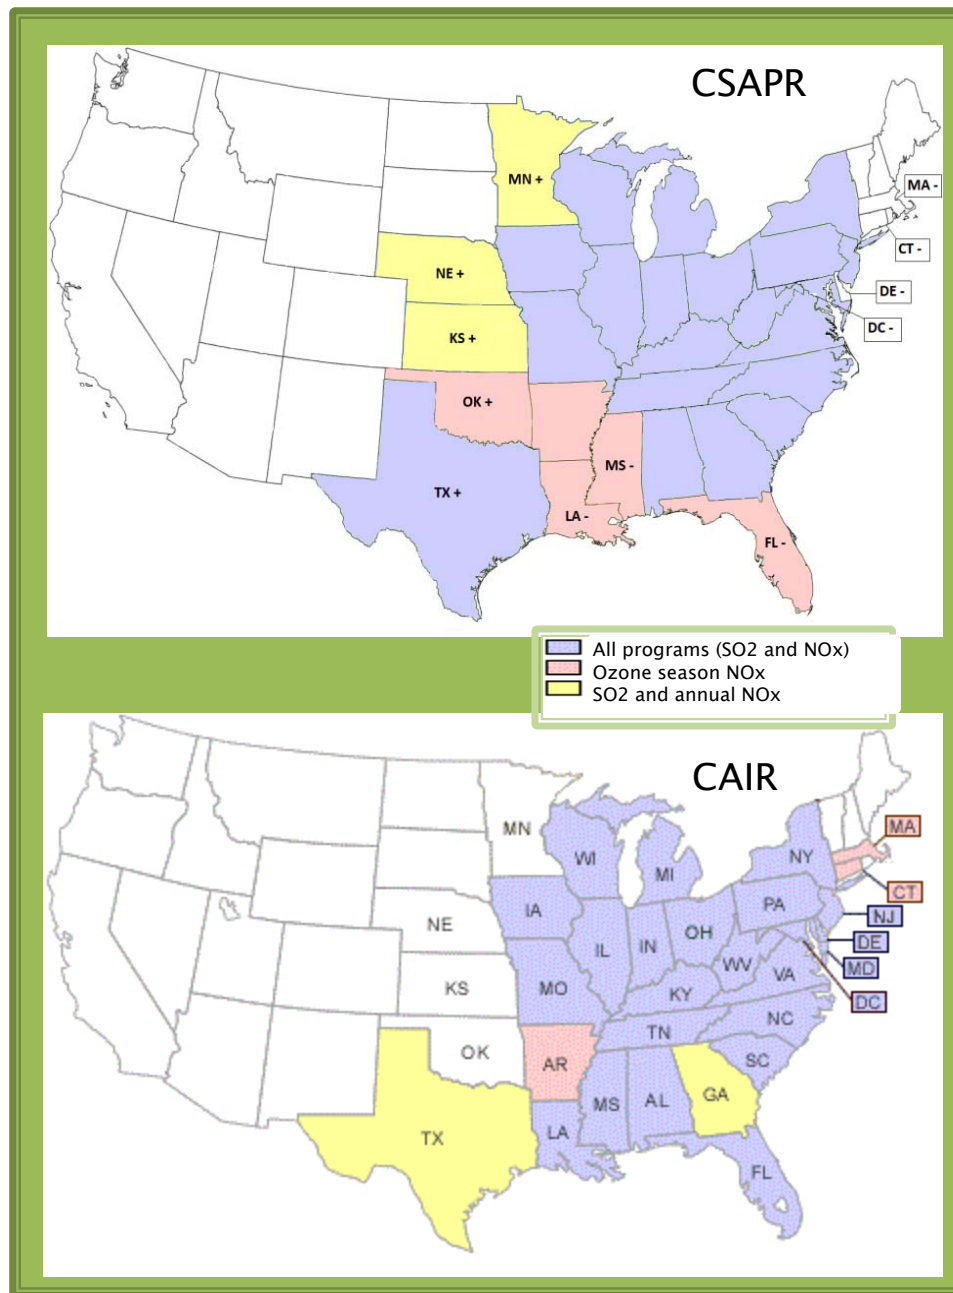 CSAPR
MN +
MA -
CT -
NE +
DE -
DC -
KS +
OK +
MS -
TX +
LA -
FL -
All programs (SO2 and NOx)
Ozone season NOx
SO2 and annual NOx
CAIR
MN
MA
WI
NY
MI
CT
PA
NJ
IA
NE
OH
DE
IL
IN
MD
WV
VA
KS
MO
KY
DC
NC
TN
OK
AR
SC
GA
MS
AL
TX
LA
FL